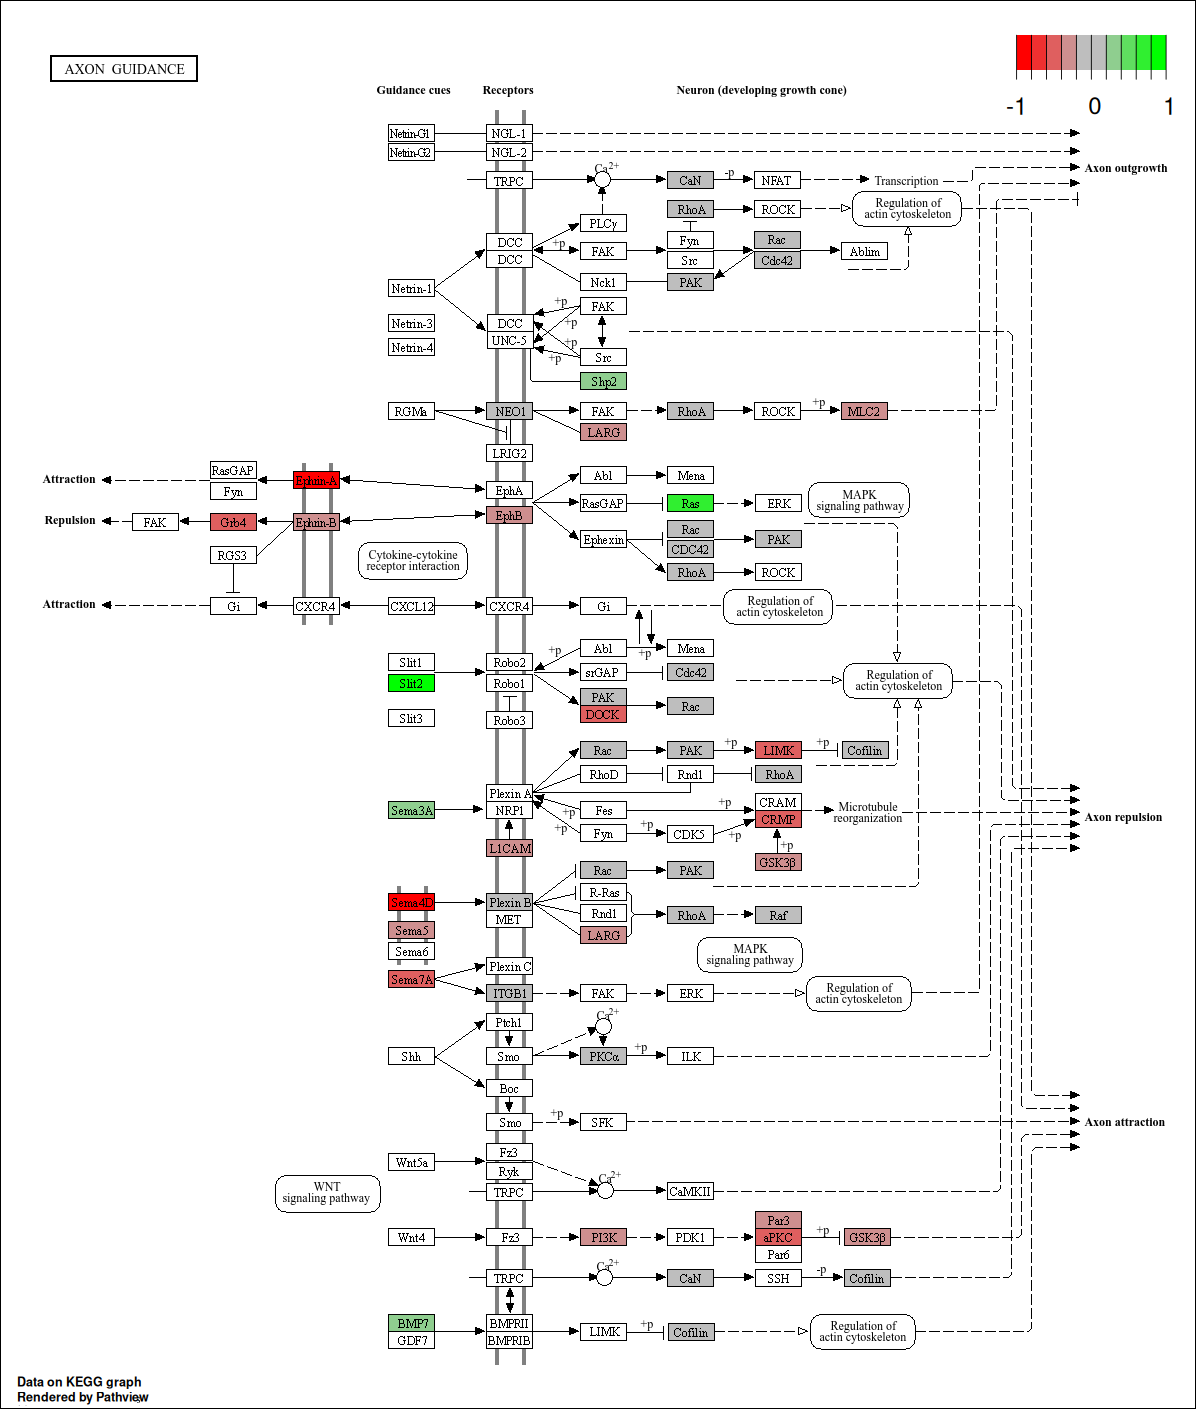 AXON GUIDANCE
-1 0 1
Guidance cues Receptors Neuron (developing growth cone)
Netrin-G1 NGL-1
Netrin-G2 NGL-2
Axon outgrowth
TRPC Ca2+ CaN -p NFAT Transcription
RhoA ROCK Regulation of
actin cytoskeleton
PLCγ
DCC +p FAK Fyn Rac Ablim
DCC Src Cdc42
Nck1 PAK
Netrin-1
+p FAK
Netrin-3 DCC +p
UNC-5 +p
Netrin-4 +p Src
Shp2
RGMa NEO1 FAK RhoA ROCK +p MLC2
LARG
LRIG2
RasGAP Abl Mena
Attraction Ephrin-A
Fyn EphA MAPK
signaling pathway
RasGAP Ras ERK
Repulsion FAK Grb4 Ephrin-B EphB
Rac
Ephexin CDC42 PAK
RGS3 Cytokine-cytokine
receptor interaction
RhoA ROCK
Attraction Gi CXCR4 CXCL12 CXCR4 Gi Regulation of
actin cytoskeleton
Abl +p Mena
+p
Slit1 Robo2 srGAP Cdc42
Slit2 Robo1 Regulation of
actin cytoskeleton
PAK Rac
DOCK
Slit3 Robo3
Rac PAK +p LIMK +p Cofilin
RhoD Rnd1 RhoA
Plexin A
Sema3A NRP1 Fes +p CRAM Microtubule
reorganization
+p CRMP Axon repulsion
+p Fyn +p CDK5 +p
+p
L1CAM GSK3β
Rac PAK
R-Ras
Sema4D Plexin B
MET Rnd1 RhoA Raf
Sema5 LARG
Sema6 MAPK
signaling pathway
Plexin C
Sema7A
ITGB1 FAK ERK Regulation of
actin cytoskeleton
Ptch1 Ca2+
Shh Smo PKCα +p ILK
Boc
Smo +p SFK Axon attraction
Wnt5a Fz3
Ryk
Ca2+
WNT
signaling pathway
TRPC CaMKII
Par3
Wnt4 Fz3 PI3K PDK1 aPKC +p GSK3β
Par6
TRPC Ca2+ CaN SSH -p Cofilin
BMP7 BMPRII LIMK +p Cofilin Regulation of
actin cytoskeleton
GDF7 BMPRIB
Data on KEGG graph
Rendered by Pathview